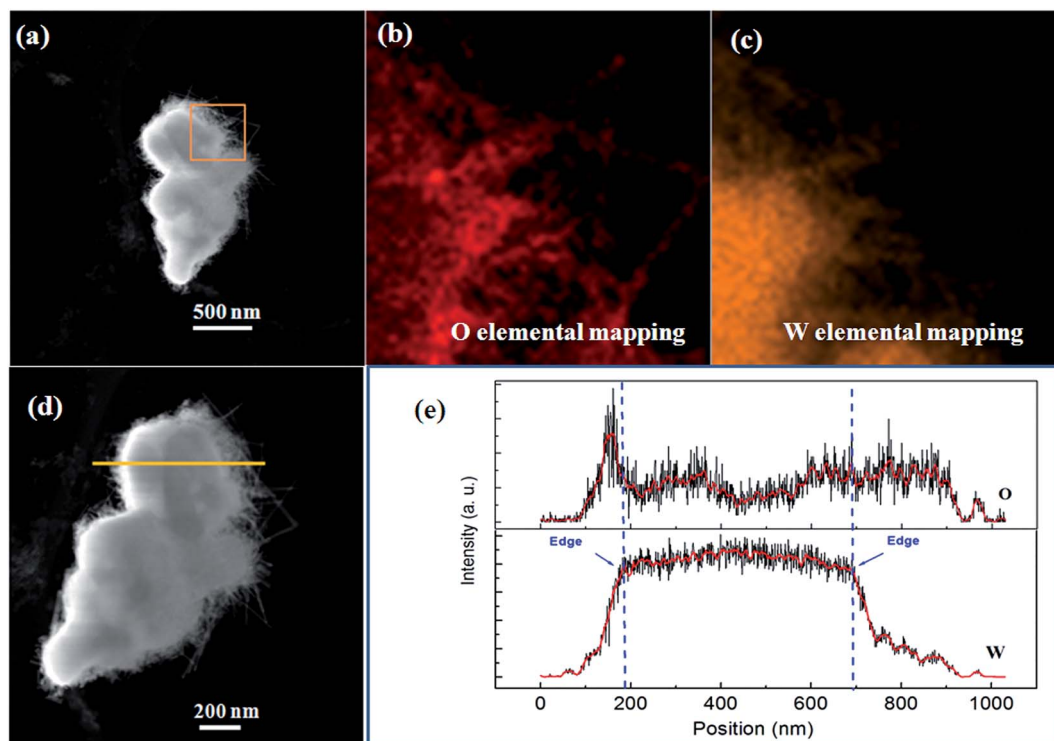 (a)
500 nm
(b)
O elemental mapping
(c)
W elemental mapping
(d)
200 nm
(e)
Intensity (a. u.)
O
Edge
Edge
W
0 200 400 600 800 1000
Position (nm)